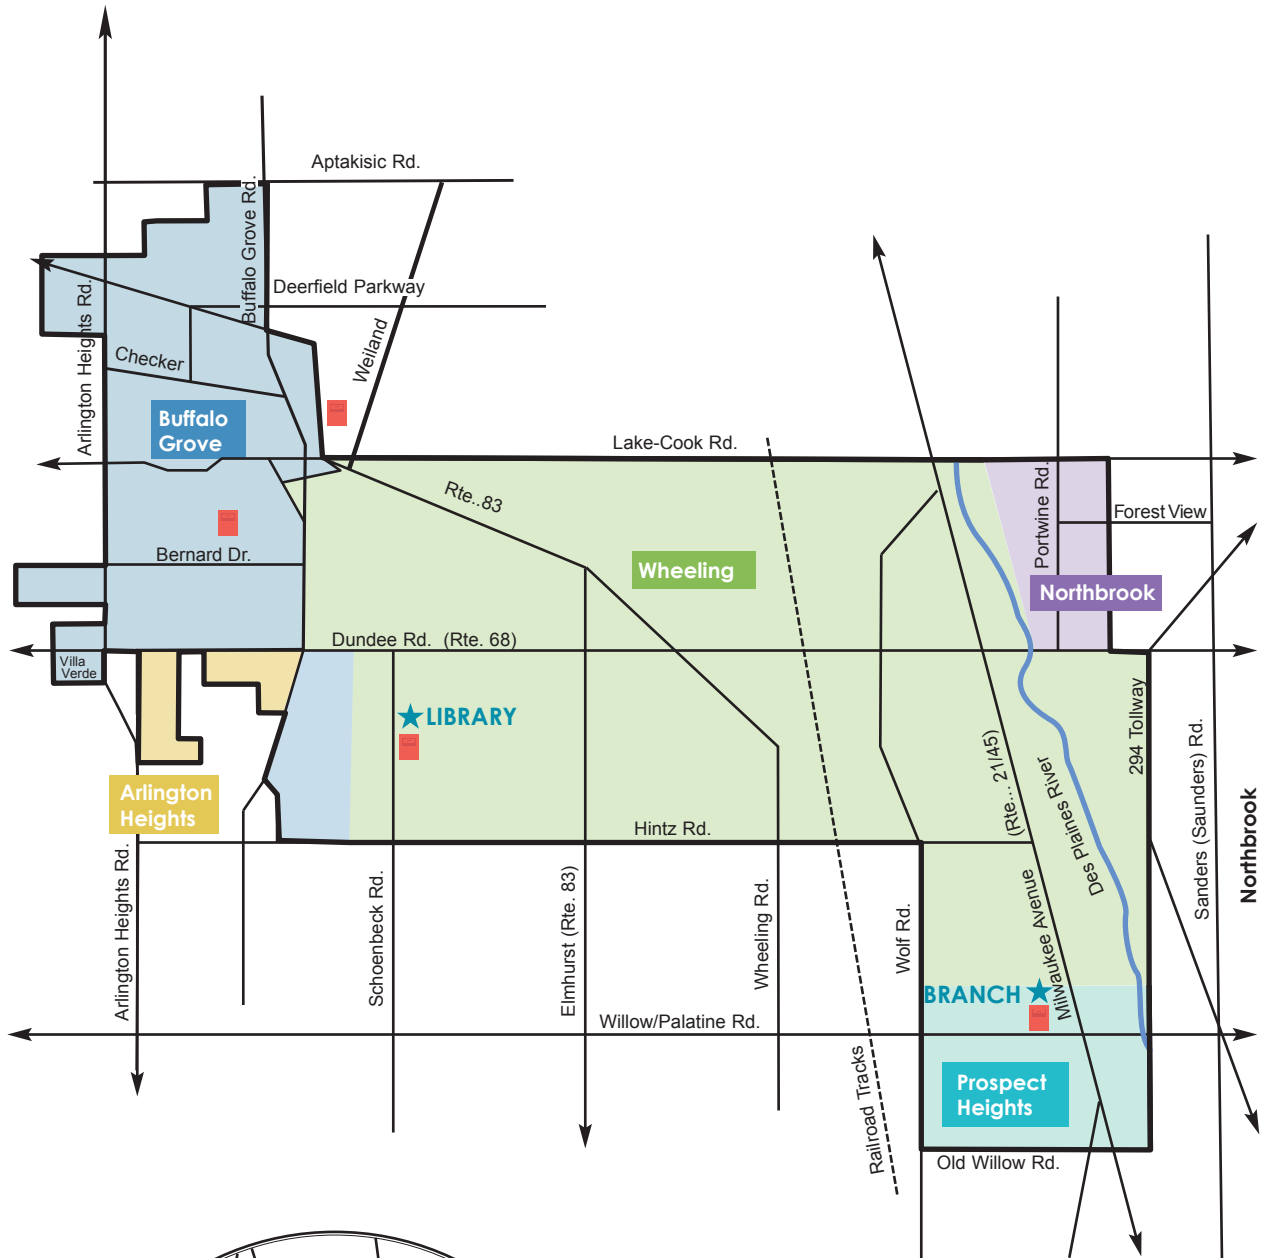 Aptakisic Rd.
Buffalo Grove Rd.
Deerfield Parkway
Arlington Heights Rd.
Checker
Weiland
Buffalo
Grove
Lake-Cook Rd.
Rte..83
Portwine Rd.
Forest View
Bernard Dr.
Wheeling
Northbrook
Dundee Rd. (Rte. 68)
Villa
Verde
LIBRARY
294 Tollway
(Rte... 21/45)
Des Plaines River
Sanders (Saunders) Rd.
Northbrook
Arlington
Heights
Hintz Rd.
Arlington Heights Rd.
Schoenbeck Rd.
Elmhurst (Rte. 83)
Wheeling Rd.
Wolf Rd.
Milwaukee Avenue
BRANCH
Willow/Palatine Rd.
Railroad Tracks
Prospect
Heights
Old Willow Rd.